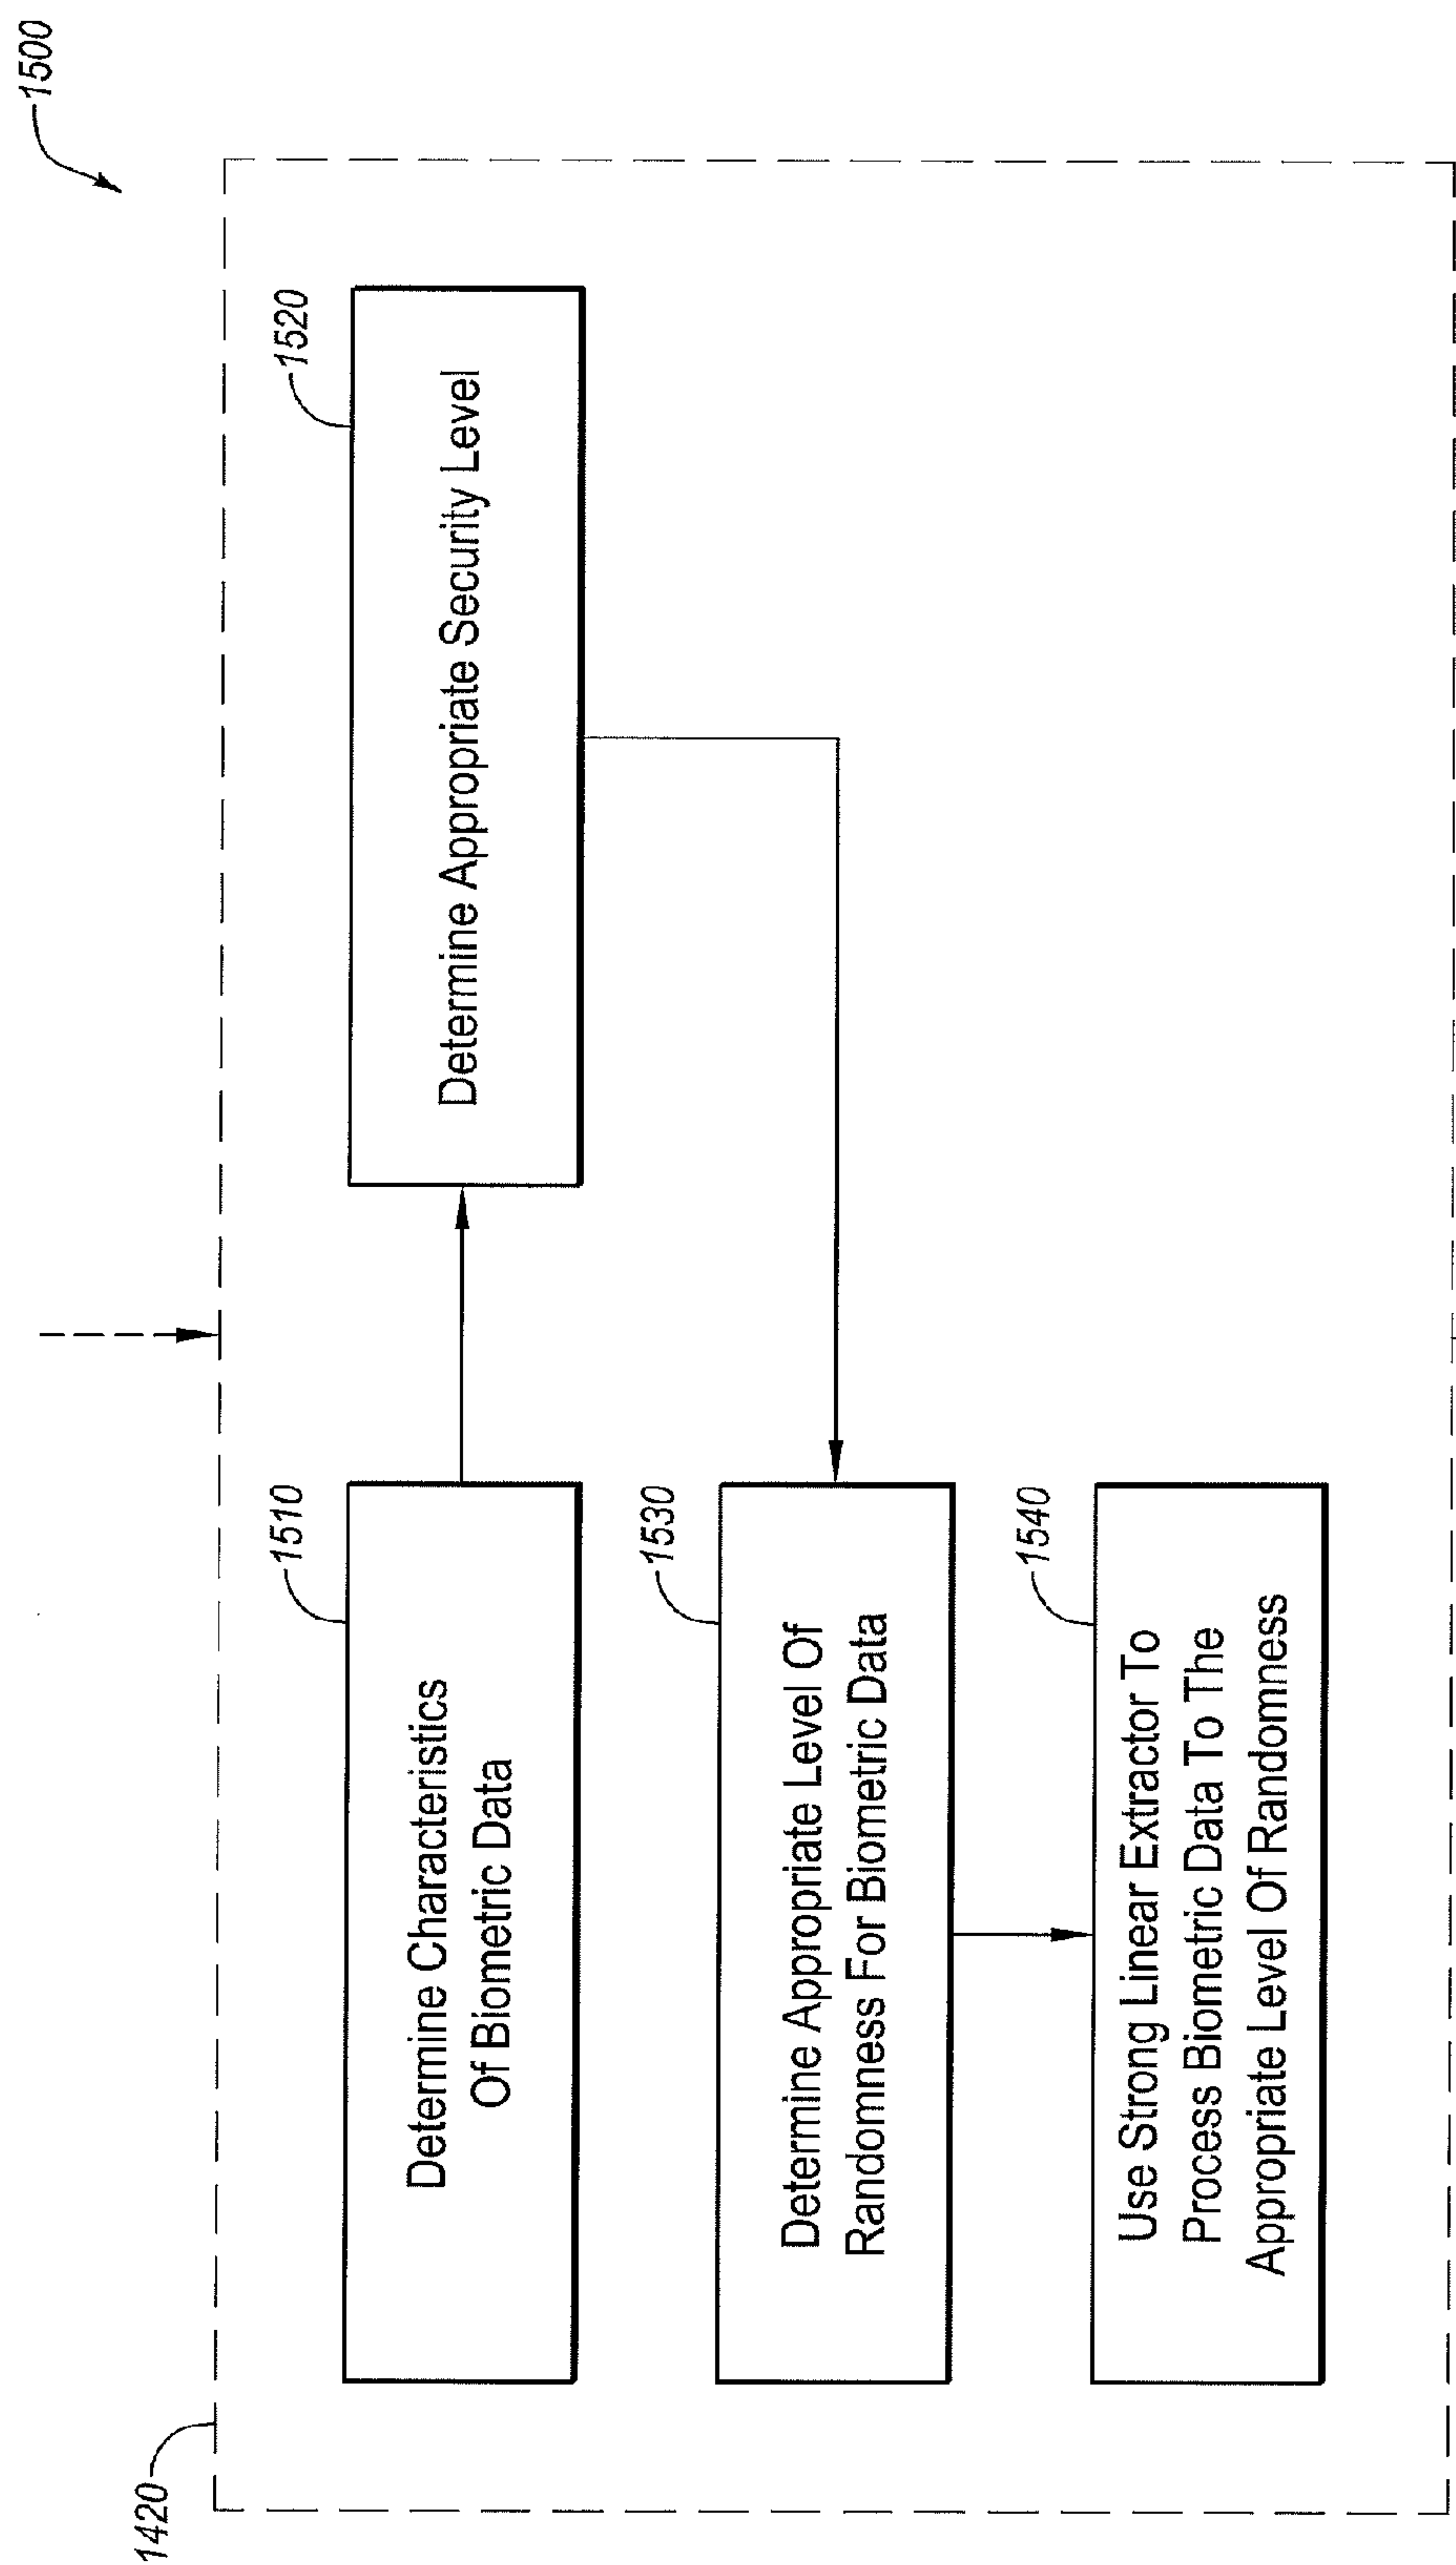 1500
1420
1510
Determine Characteristics
Of Biometric Data
1520
Determine Appropriate Security Level
1530
Determine Appropriate Level Of
Randomness For Biometric Data
1540
Use Strong Linear Extractor To
Process Biometric Data To The
Appropriate Level Of Randomness